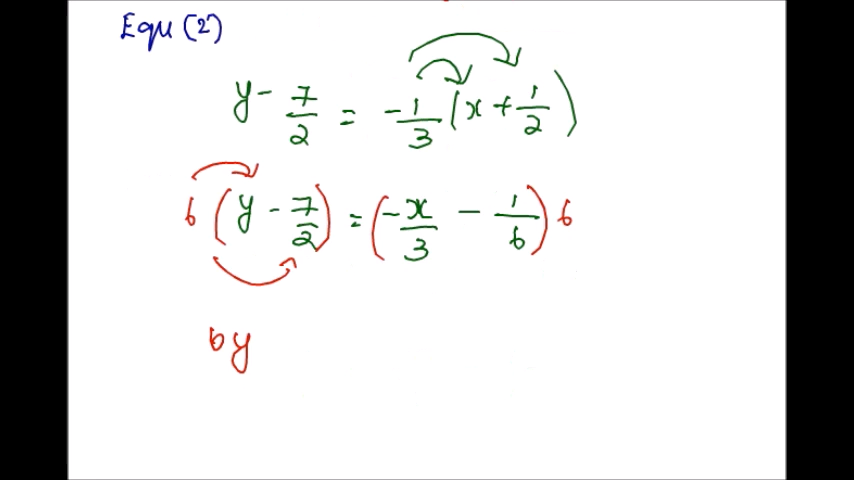 Equ (2)
y - 7/2 = -1/3 (x + 1/2)
6 (y - 7/2) = (-x/3 - 1/6) 6
6y